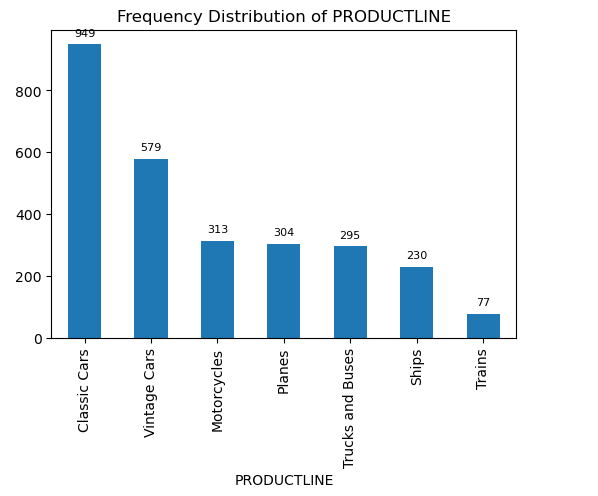 Frequency Distribution of PRODUCTLINE
949
800
579
600
400
313
304
295
230
200
77
0
Classic Cars
Vintage Cars
Motorcycles
Planes
Trucks and Buses
Ships
Trains
PRODUCTLINE